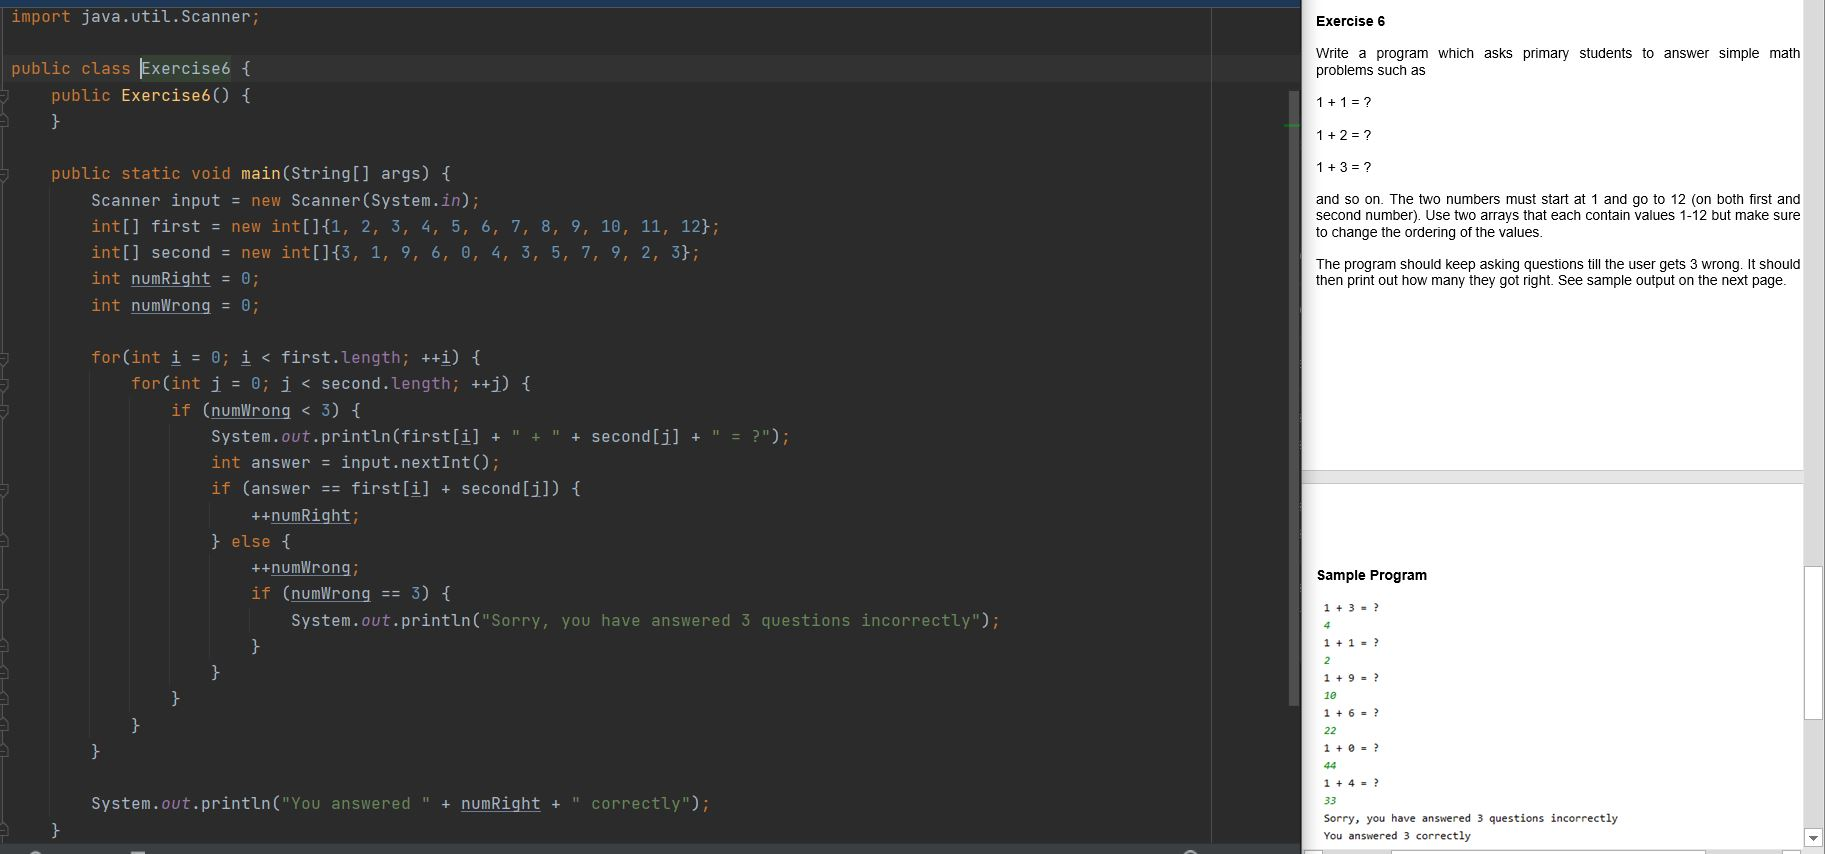 import java.util.Scanner;
public class Exercise6 {
public Exercise6() {
}
public static void main(String[] args) {
Scanner input = new Scanner(System.in);
int[] first = new int[]{1, 2, 3, 4, 5, 6, 7, 8, 9, 10, 11, 12};
int[] second = new int[]{3, 1, 9, 6, 0, 4, 3, 5, 7, 9, 2, 3};
int numRight = 0;
int numWrong = 0;
for(int i = 0; i < first.length; ++i) {
for(int j = 0; j < second.length; ++j) {
if (numWrong < 3) {
System.out.println(first[i] + " + " + second[j] + " = ?");
int answer = input.nextInt();
if (answer == first[i] + second[j]) {
++numRight;
} else {
++numWrong;
if (numWrong == 3) {
System.out.println("Sorry, you have answered 3 questions incorrectly");
}
}
}
}
}
System.out.println("You answered " + numRight + " correctly");
}
Exercise 6
Write a program which asks primary students to answer simple math
problems such as
1 + 1 = ?
1 + 2 = ?
1 + 3 = ?
and so on. The two numbers must start at 1 and go to 12 (on both first and
second number). Use two arrays that each contain values 1-12 but make sure
to change the ordering of the values.
The program should keep asking questions till the user gets 3 wrong. It should
then print out how many they got right. See sample output on the next page.
Sample Program
1 + 3 = ?
4
1 + 1 = ?
2
1 + 9 = ?
10
1 + 6 = ?
22
1 + 0 = ?
44
1 + 4 = ?
33
Sorry, you have answered 3 questions incorrectly
You answered 3 correctly